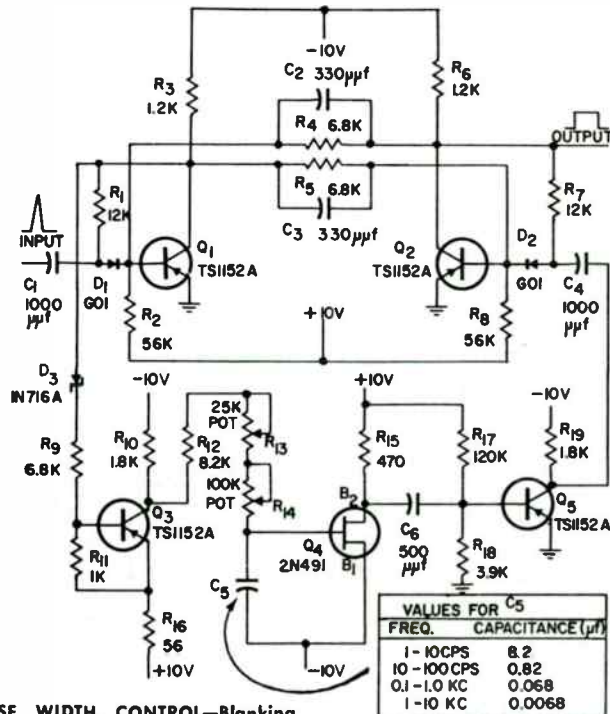 -10V
C2 330µµf
R3
1.2K
R6
1.2K
R4 6.8K
OUTPUT
R5 6.8K
R1
12K
R7
12K
C3 330µµf
INPUT
Q1
TS1152A
Q2
TS1152A
D2
G01
C1
1000
µµf
D1
G01
C4
1000
µµf
R2
56K
+10V
R8
56K
D3
1N716A
-10V
+10V
-10V
R9
6.8K
R10
1.8K
R12
8.2K
25K
POT
R13
100K
POT
R14
R15
470
R17
120K
R19
1.8K
B2
Q3
TS1152A
Q4
2N491
B1
C6
500
µµf
Q5
TS1152A
R11
1K
C5
R18
3.9K
R16
56
+10V
-10V
VALUES FOR C5
FREQ. CAPACITANCE (µf)
1-10CPS 8.2
10-100CPS 0.82
0.1-1.0 KC 0.068
1-10 KC 0.0068
SE WIDTH CONTROL—Blanking